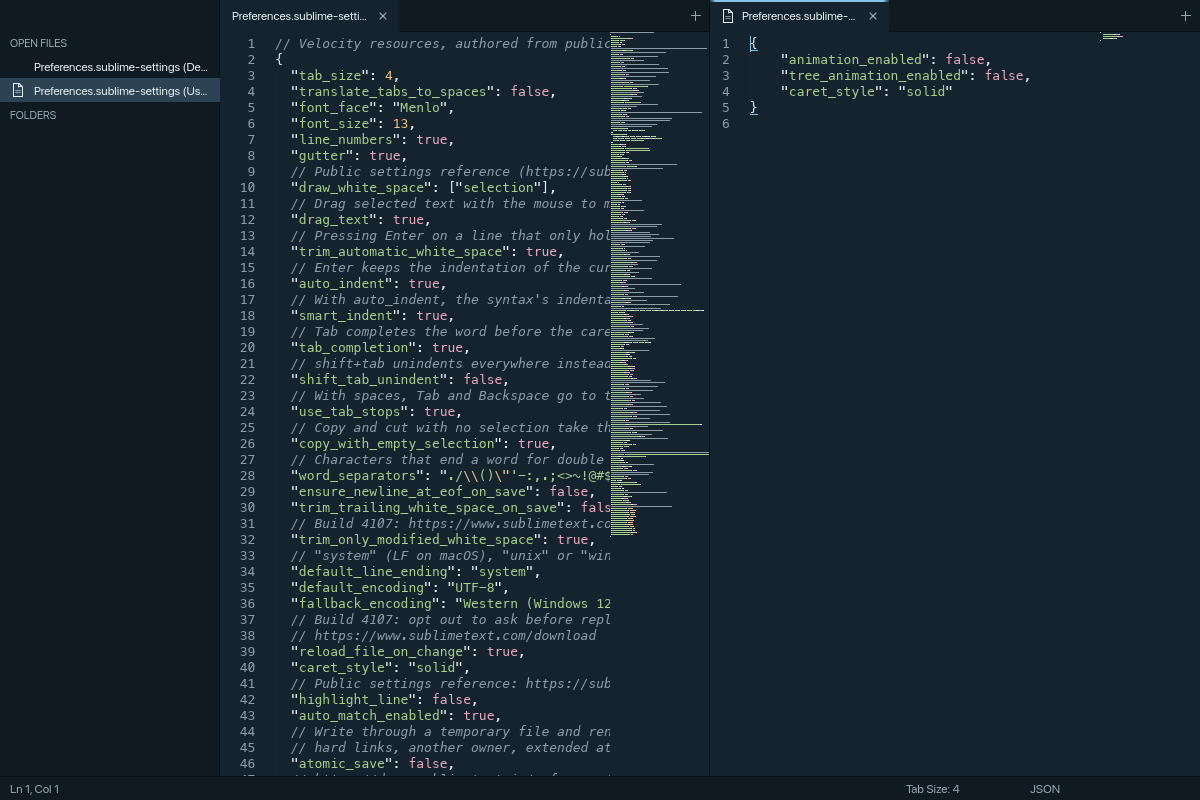 OPEN FILES
Preferences.sublime-settings (De...
Preferences.sublime-settings (Us...
FOLDERS
Preferences.sublime-setti...
1 // Velocity resources, authored from public
2 {
3 "tab_size": 4,
4 "translate_tabs_to_spaces": false,
5 "font_face": "Menlo",
6 "font_size": 13,
7 "line_numbers": true,
8 "gutter": true,
9 // Public settings reference (https://sub
10 "draw_white_space": ["selection"],
11 // Drag selected text with the mouse to m
12 "drag_text": true,
13 // Pressing Enter on a line that only hol
14 "trim_automatic_white_space": true,
15 // Enter keeps the indentation of the cur
16 "auto_indent": true,
17 // With auto_indent, the syntax's indenta
18 "smart_indent": true,
19 // Tab completes the word before the care
20 "tab_completion": true,
21 // shift+tab unindents everywhere instead
22 "shift_tab_unindent": false,
23 // With spaces, Tab and Backspace go to t
24 "use_tab_stops": true,
25 // Copy and cut with no selection take th
26 "copy_with_empty_selection": true,
27 // Characters that end a word for double
28 "word_separators": "./\\()\"'-:,.;<>~!@#$
29 "ensure_newline_at_eof_on_save": false,
30 "trim_trailing_white_space_on_save": fals
31 // Build 4107: https://www.sublimetext.co
32 "trim_only_modified_white_space": true,
33 // "system" (LF on macOS), "unix" or "win
34 "default_line_ending": "system",
35 "default_encoding": "UTF-8",
36 "fallback_encoding": "Western (Windows 12
37 // Build 4107: opt out to ask before repl
38 // https://www.sublimetext.com/download
39 "reload_file_on_change": true,
40 "caret_style": "solid",
41 // Public settings reference: https://sub
42 "highlight_line": false,
43 "auto_match_enabled": true,
44 // Write through a temporary file and ren
45 // hard links, another owner, extended at
46 "atomic_save": false,
Preferences.sublime-...
1 {
2 "animation_enabled": false,
3 "tree_animation_enabled": false,
4 "caret_style": "solid"
5 }
6
Ln 1, Col 1
Tab Size: 4
JSON